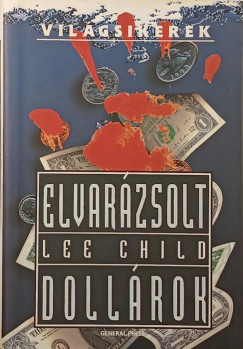 VILÁGSIKEREK
ELVARÁZSOLT
LEE CHILD
DOLLÁROK
GENERAL PRESS